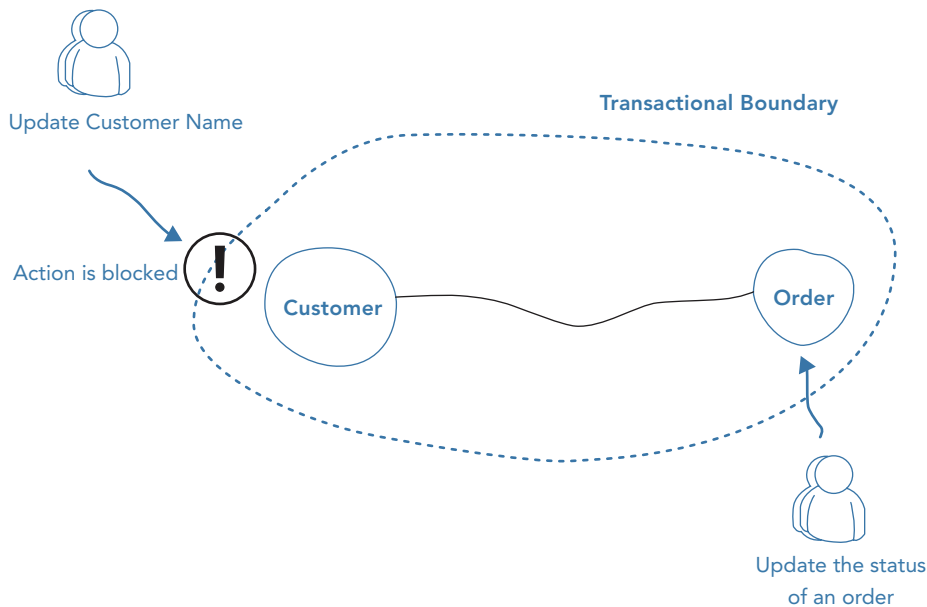 Update Customer Name
Transactional Boundary
Action is blocked
!
Customer
Order
Update the status
of an order